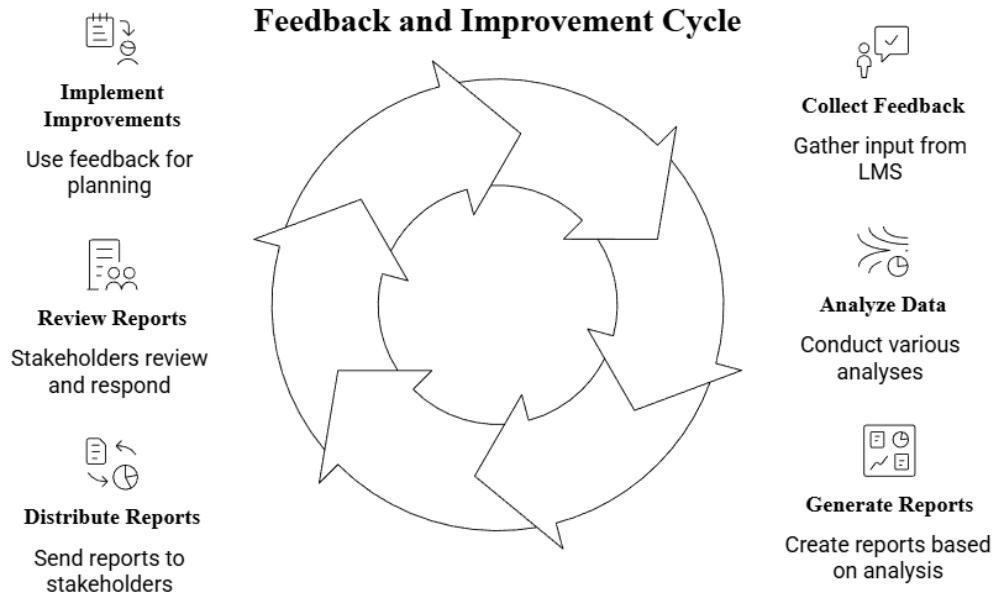 Feedback and Improvement Cycle
Implement
Improvements
Use feedback for
planning
Review Reports
Stakeholders review
and respond
Distribute Reports
Send reports to
stakeholders
Collect Feedback
Gather input from
LMS
Analyze Data
Conduct various
analyses
Generate Reports
Create reports based
on analysis